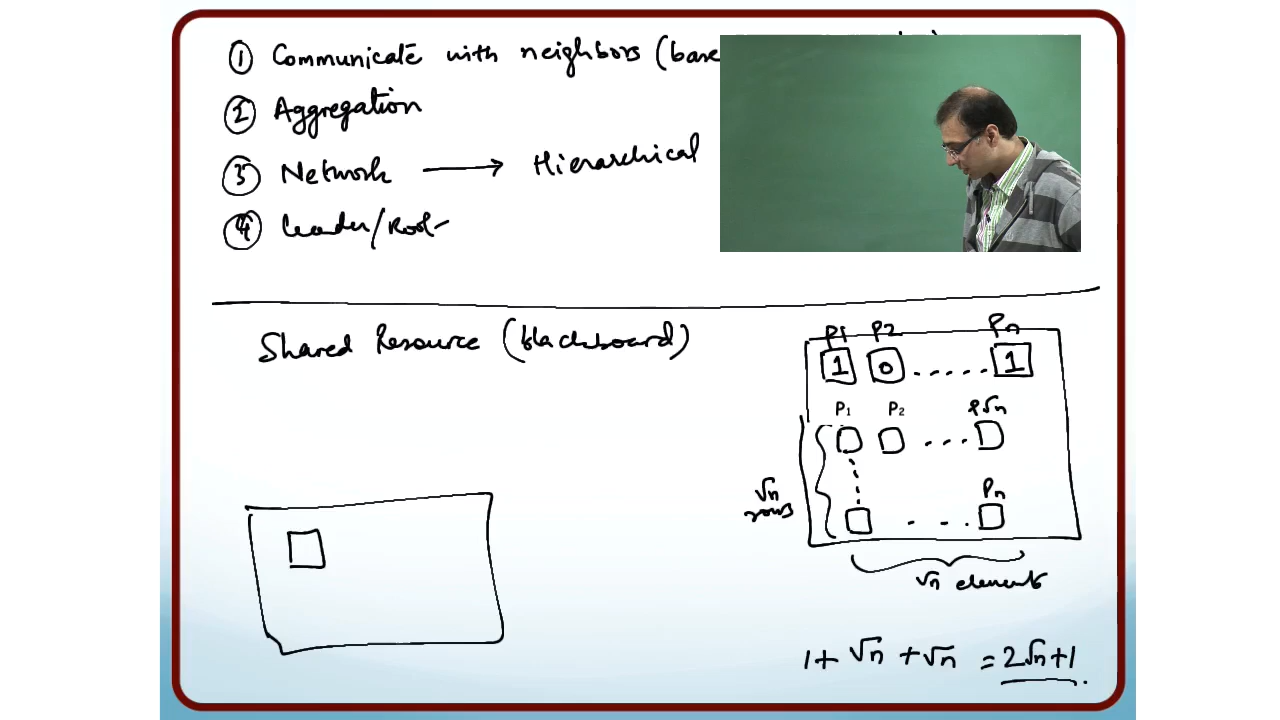 ① Communicate with neighbors (base
② Aggregation
③ Network → Hierarchical
④ Leader/Root
Shared Resource (blackboard)
P1 P2 Pn
1 0 ..... 1
P1 P2 P√n
...
√n rows
Pn
. . .
√n elements
1 + √n + √n = 2√n + 1